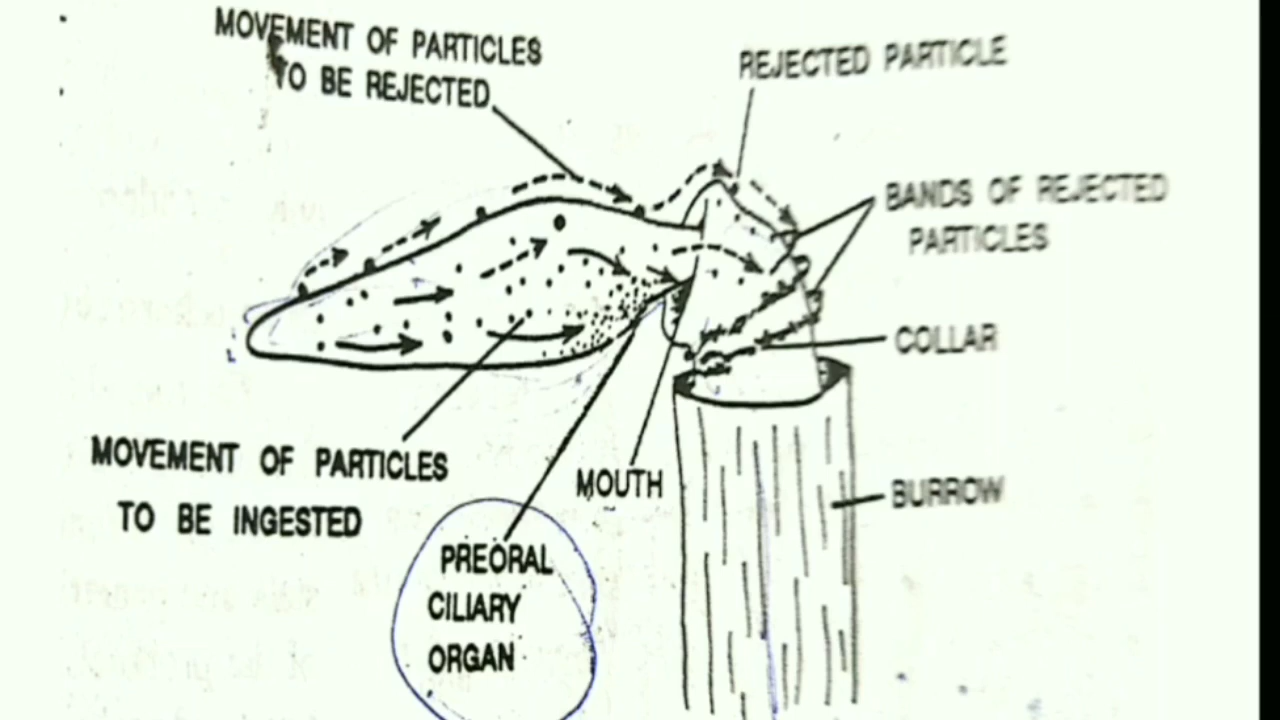 MOVEMENT OF PARTICLES
TO BE REJECTED
REJECTED PARTICLE
BANDS OF REJECTED
PARTICLES
COLLAR
MOVEMENT OF PARTICLES
TO BE INGESTED
MOUTH
BURROW
PREORAL
CILIARY
ORGAN